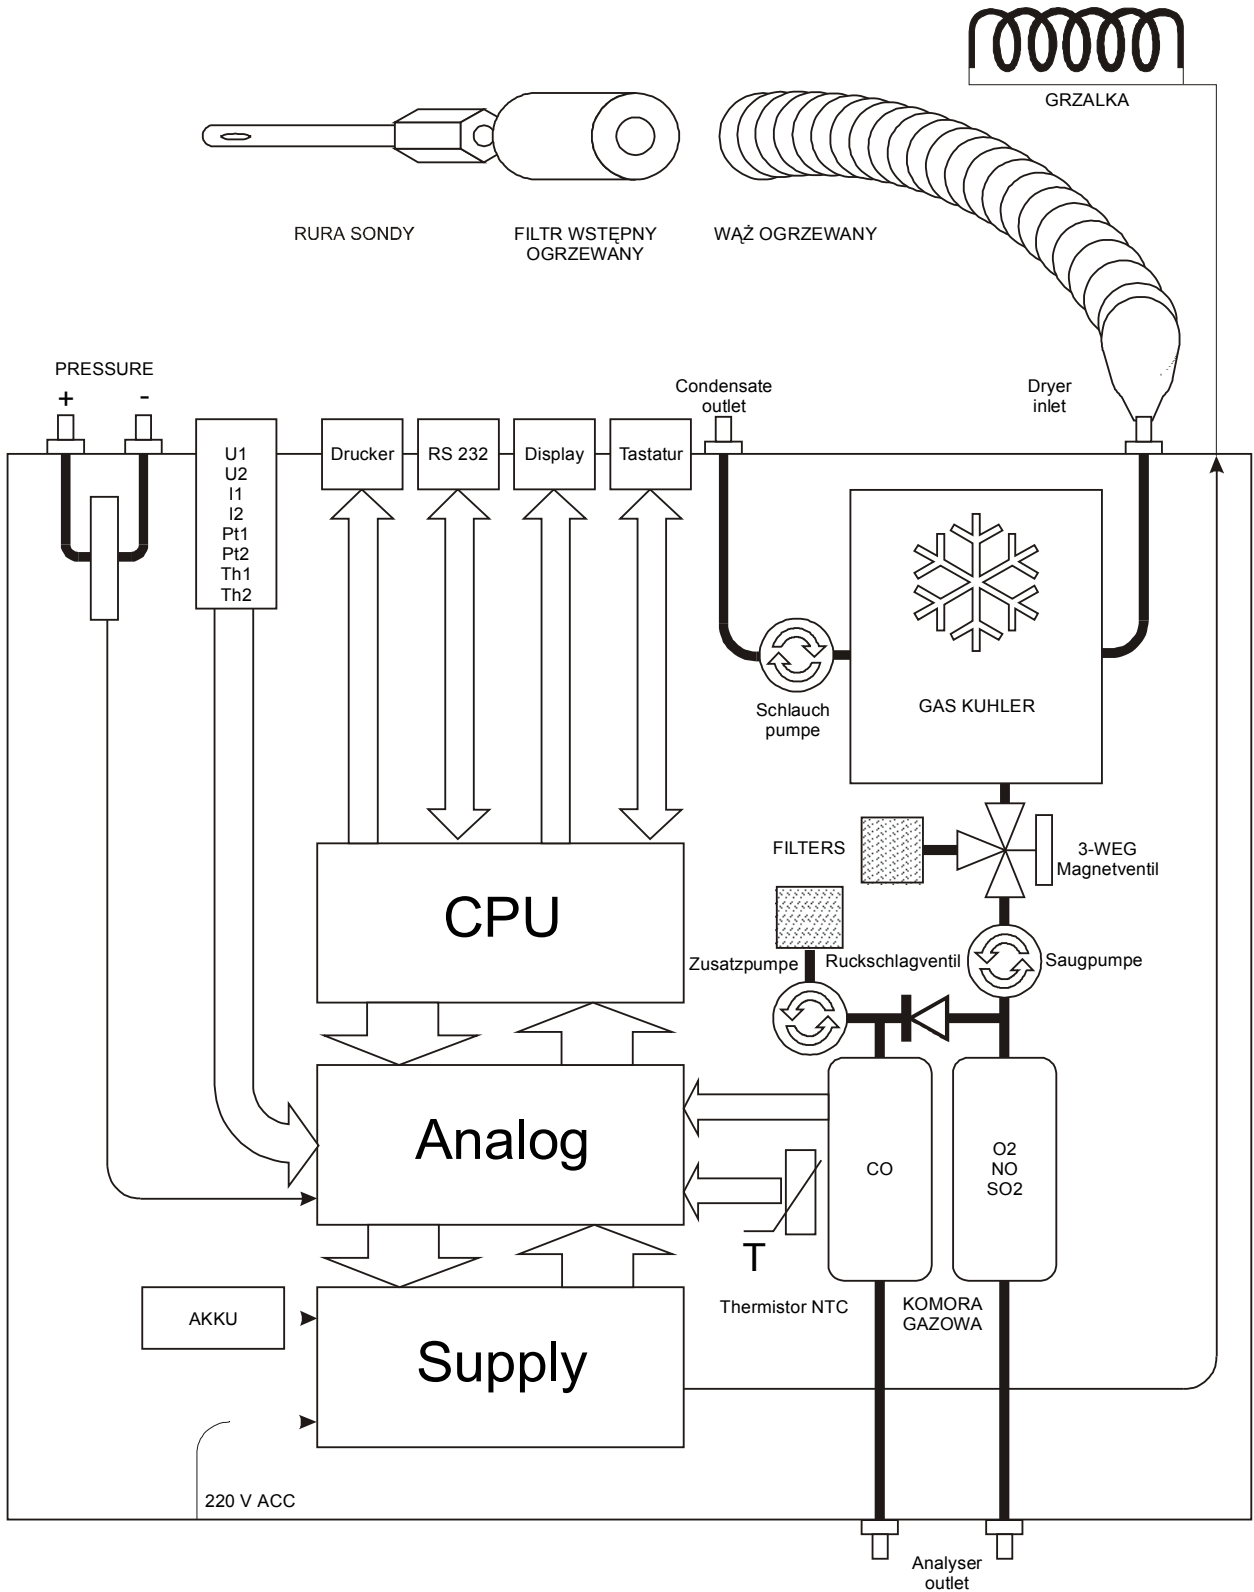 GRZALKA
RURA SONDY
FILTR WSTĘPNY
OGRZEWANY
WĄŻ OGRZEWANY
PRESSURE
+ -
Condensate
outlet
Dryer
inlet
U1
U2
I1
I2
Pt1
Pt2
Th1
Th2
Drucker
RS 232
Display
Tastatur
Schlauch
pumpe
GAS KUHLER
FILTERS
3-WEG
Magnetventil
CPU
Zusatzpumpe
Ruckschlagventil
Saugpumpe
Analog
CO
O2
NO
SO2
T
Thermistor NTC
KOMORA
GAZOWA
AKKU
Supply
220 V ACC
Analyser
outlet